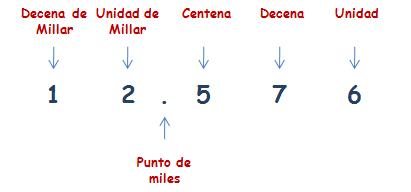 Decena de Unidad de Centena Decena Unidad
Millar Millar
1 2 . 5 7 6
Punto de
miles